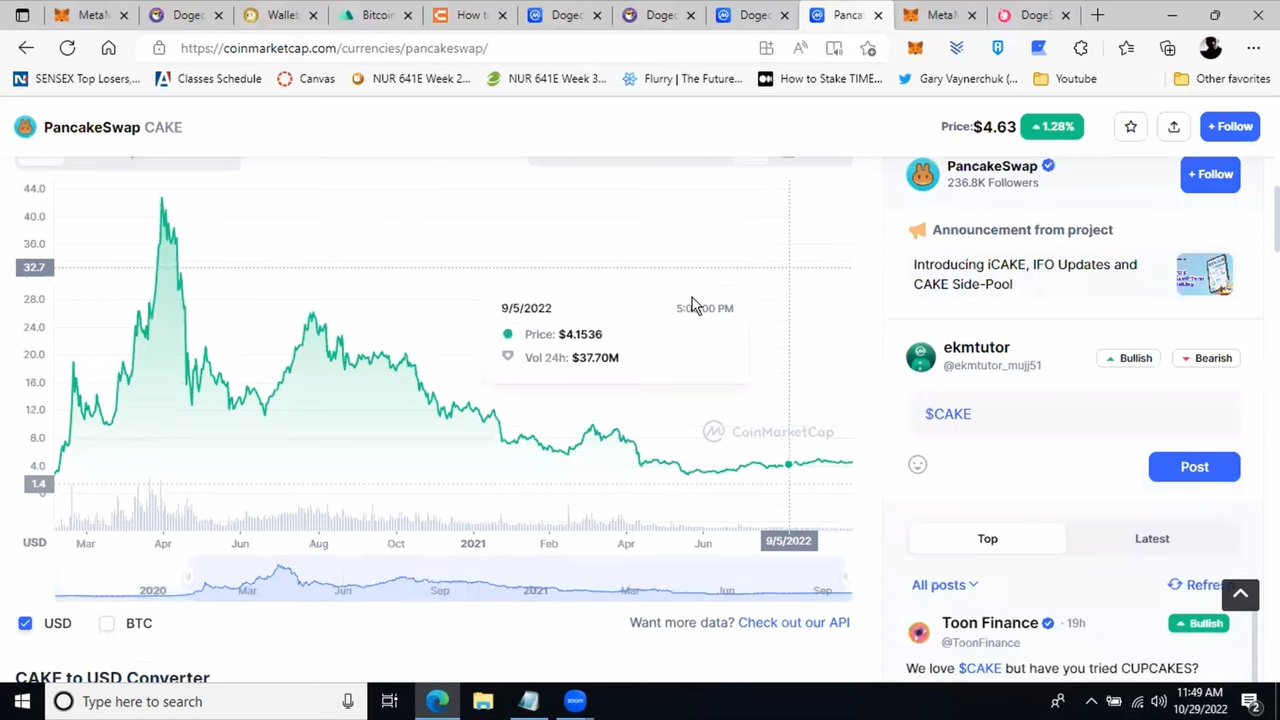 MetaM
Dogec
Wallet
Bitcoin
How to
Dogec
Dogec
Dogec
Panca
MetaM
DogeS
https://coinmarketcap.com/currencies/pancakeswap/
SENSEX Top Losers,...
Classes Schedule
Canvas
NUR 641E Week 2...
NUR 641E Week 3...
Flurry | The Future...
How to Stake TIME...
Gary Vaynerchuk (...
Youtube
Other favorites
PancakeSwap CAKE
Price: $4.63
1.28%
+ Follow
PancakeSwap
236.8K Followers
+ Follow
Announcement from project
Introducing iCAKE, IFO Updates and
CAKE Side-Pool
44.0
40.0
36.0
32.7
28.0
24.0
20.0
16.0
12.0
8.0
4.0
1.4
0
9/5/2022
PM
Price: $4.1536
Vol 24h: $37.70M
CoinMarketCap
USD
Mar
Apr
Jun
Aug
Oct
2021
Feb
Apr
Jun
9/5/2022
2020
Mar
Jun
Sep
2021
Mar
Jun
Sep
USD
BTC
Want more data? Check out our API
CAKE to USD Converter
ekmtutor
@ekmtutor_mujj51
Bullish
Bearish
$CAKE
Post
Top
Latest
All posts
Refres
Toon Finance · 19h
@ToonFinance
Bullish
We love $CAKE but have you tried CUPCAKES?
Type here to search
zoom
11:49 AM
10/29/2022
2